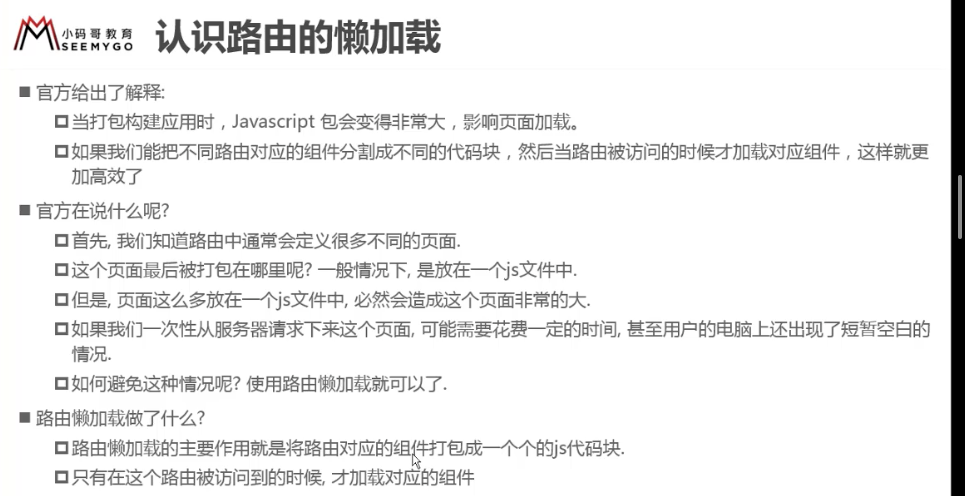 小码哥教育
SEEMYGO
认识路由的懒加载
官方给出了解释:
当打包构建应用时，Javascript 包会变得非常大，影响页面加载。
如果我们能把不同路由对应的组件分割成不同的代码块，然后当路由被访问的时候才加载对应组件，这样就更
加高效了
官方在说什么呢?
首先, 我们知道路由中通常会定义很多不同的页面.
这个页面最后被打包在哪里呢? 一般情况下, 是放在一个js文件中.
但是, 页面这么多放在一个js文件中, 必然会造成这个页面非常的大.
如果我们一次性从服务器请求下来这个页面, 可能需要花费一定的时间, 甚至用户的电脑上还出现了短暂空白的
情况.
如何避免这种情况呢? 使用路由懒加载就可以了.
路由懒加载做了什么?
路由懒加载的主要作用就是将路由对应的组件打包成一个个的js代码块.
只有在这个路由被访问到的时候, 才加载对应的组件